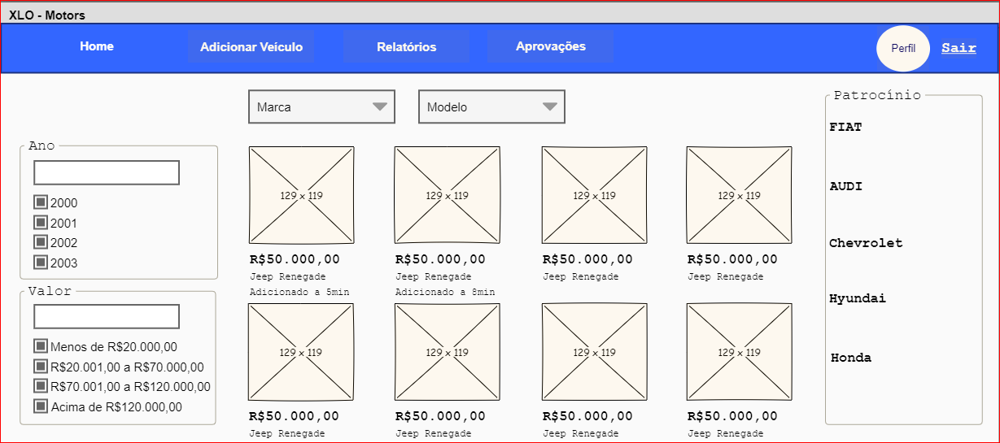 XLO - Motors
Home
Adicionar Veículo
Relatórios
Aprovações
Perfil
Sair
Marca
Modelo
Ano
2000
2001
2002
2003
Valor
Menos de R$20.000,00
R$20.001,00 a R$70.000,00
R$70.001,00 a R$120.000,00
Acima de R$120.000,00
129 x 119
129 x 119
129 x 119
129 x 119
R$50.000,00
R$50.000,00
R$50.000,00
R$50.000,00
Jeep Renegade
Jeep Renegade
Jeep Renegade
Jeep Renegade
Adicionado a 5min
Adicionado a 8min
129 x 119
129 x 119
129 x 119
129 x 119
R$50.000,00
R$50.000,00
R$50.000,00
R$50.000,00
Jeep Renegade
Jeep Renegade
Jeep Renegade
Jeep Renegade
Patrocínio
FIAT
AUDI
Chevrolet
Hyundai
Honda